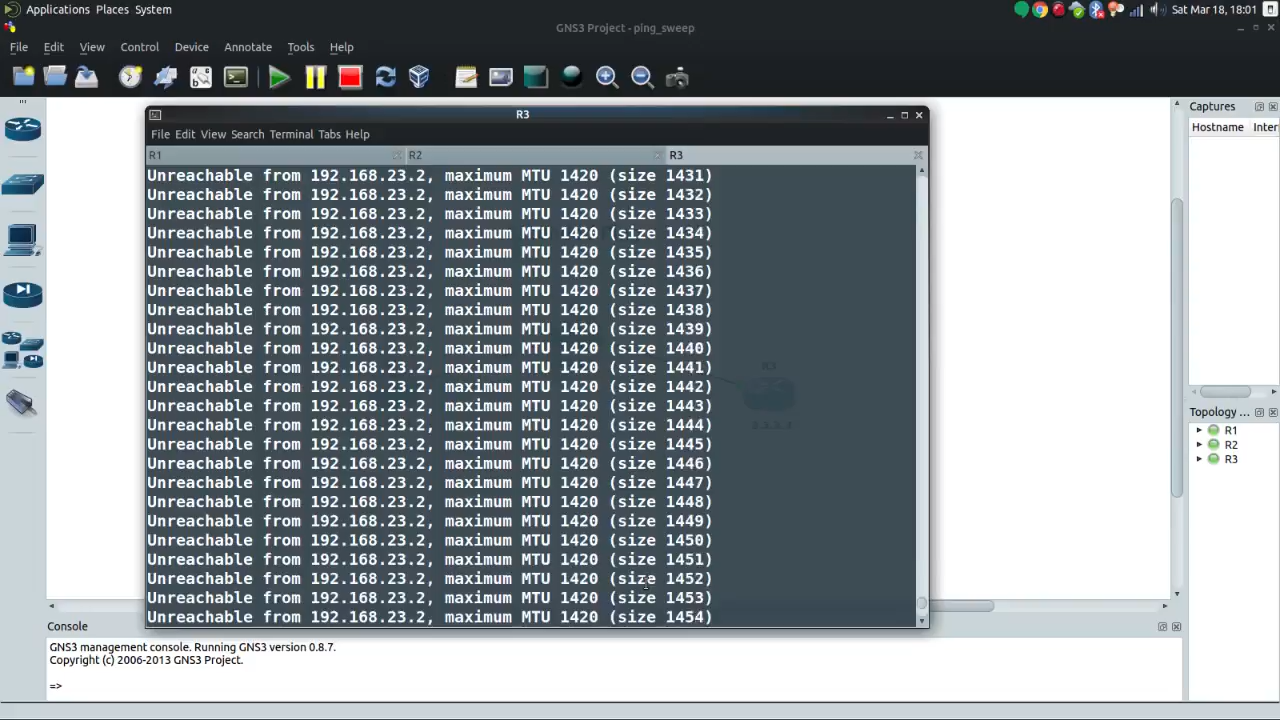 Applications Places System
Sat Mar 18, 18:01
GNS3 Project - ping_sweep
File Edit View Control Device Annotate Tools Help
R3
File Edit View Search Terminal Tabs Help
R1 R2 R3
Unreachable from 192.168.23.2, maximum MTU 1420 (size 1431)
Unreachable from 192.168.23.2, maximum MTU 1420 (size 1432)
Unreachable from 192.168.23.2, maximum MTU 1420 (size 1433)
Unreachable from 192.168.23.2, maximum MTU 1420 (size 1434)
Unreachable from 192.168.23.2, maximum MTU 1420 (size 1435)
Unreachable from 192.168.23.2, maximum MTU 1420 (size 1436)
Unreachable from 192.168.23.2, maximum MTU 1420 (size 1437)
Unreachable from 192.168.23.2, maximum MTU 1420 (size 1438)
Unreachable from 192.168.23.2, maximum MTU 1420 (size 1439)
Unreachable from 192.168.23.2, maximum MTU 1420 (size 1440)
Unreachable from 192.168.23.2, maximum MTU 1420 (size 1441)
Unreachable from 192.168.23.2, maximum MTU 1420 (size 1442)
Unreachable from 192.168.23.2, maximum MTU 1420 (size 1443)
Unreachable from 192.168.23.2, maximum MTU 1420 (size 1444)
Unreachable from 192.168.23.2, maximum MTU 1420 (size 1445)
Unreachable from 192.168.23.2, maximum MTU 1420 (size 1446)
Unreachable from 192.168.23.2, maximum MTU 1420 (size 1447)
Unreachable from 192.168.23.2, maximum MTU 1420 (size 1448)
Unreachable from 192.168.23.2, maximum MTU 1420 (size 1449)
Unreachable from 192.168.23.2, maximum MTU 1420 (size 1450)
Unreachable from 192.168.23.2, maximum MTU 1420 (size 1451)
Unreachable from 192.168.23.2, maximum MTU 1420 (size 1452)
Unreachable from 192.168.23.2, maximum MTU 1420 (size 1453)
Unreachable from 192.168.23.2, maximum MTU 1420 (size 1454)
R3
Captures
Hostname Inter
Topology ...
R1
R2
R3
Console
GNS3 management console. Running GNS3 version 0.8.7.
Copyright (c) 2006-2013 GNS3 Project.
=>